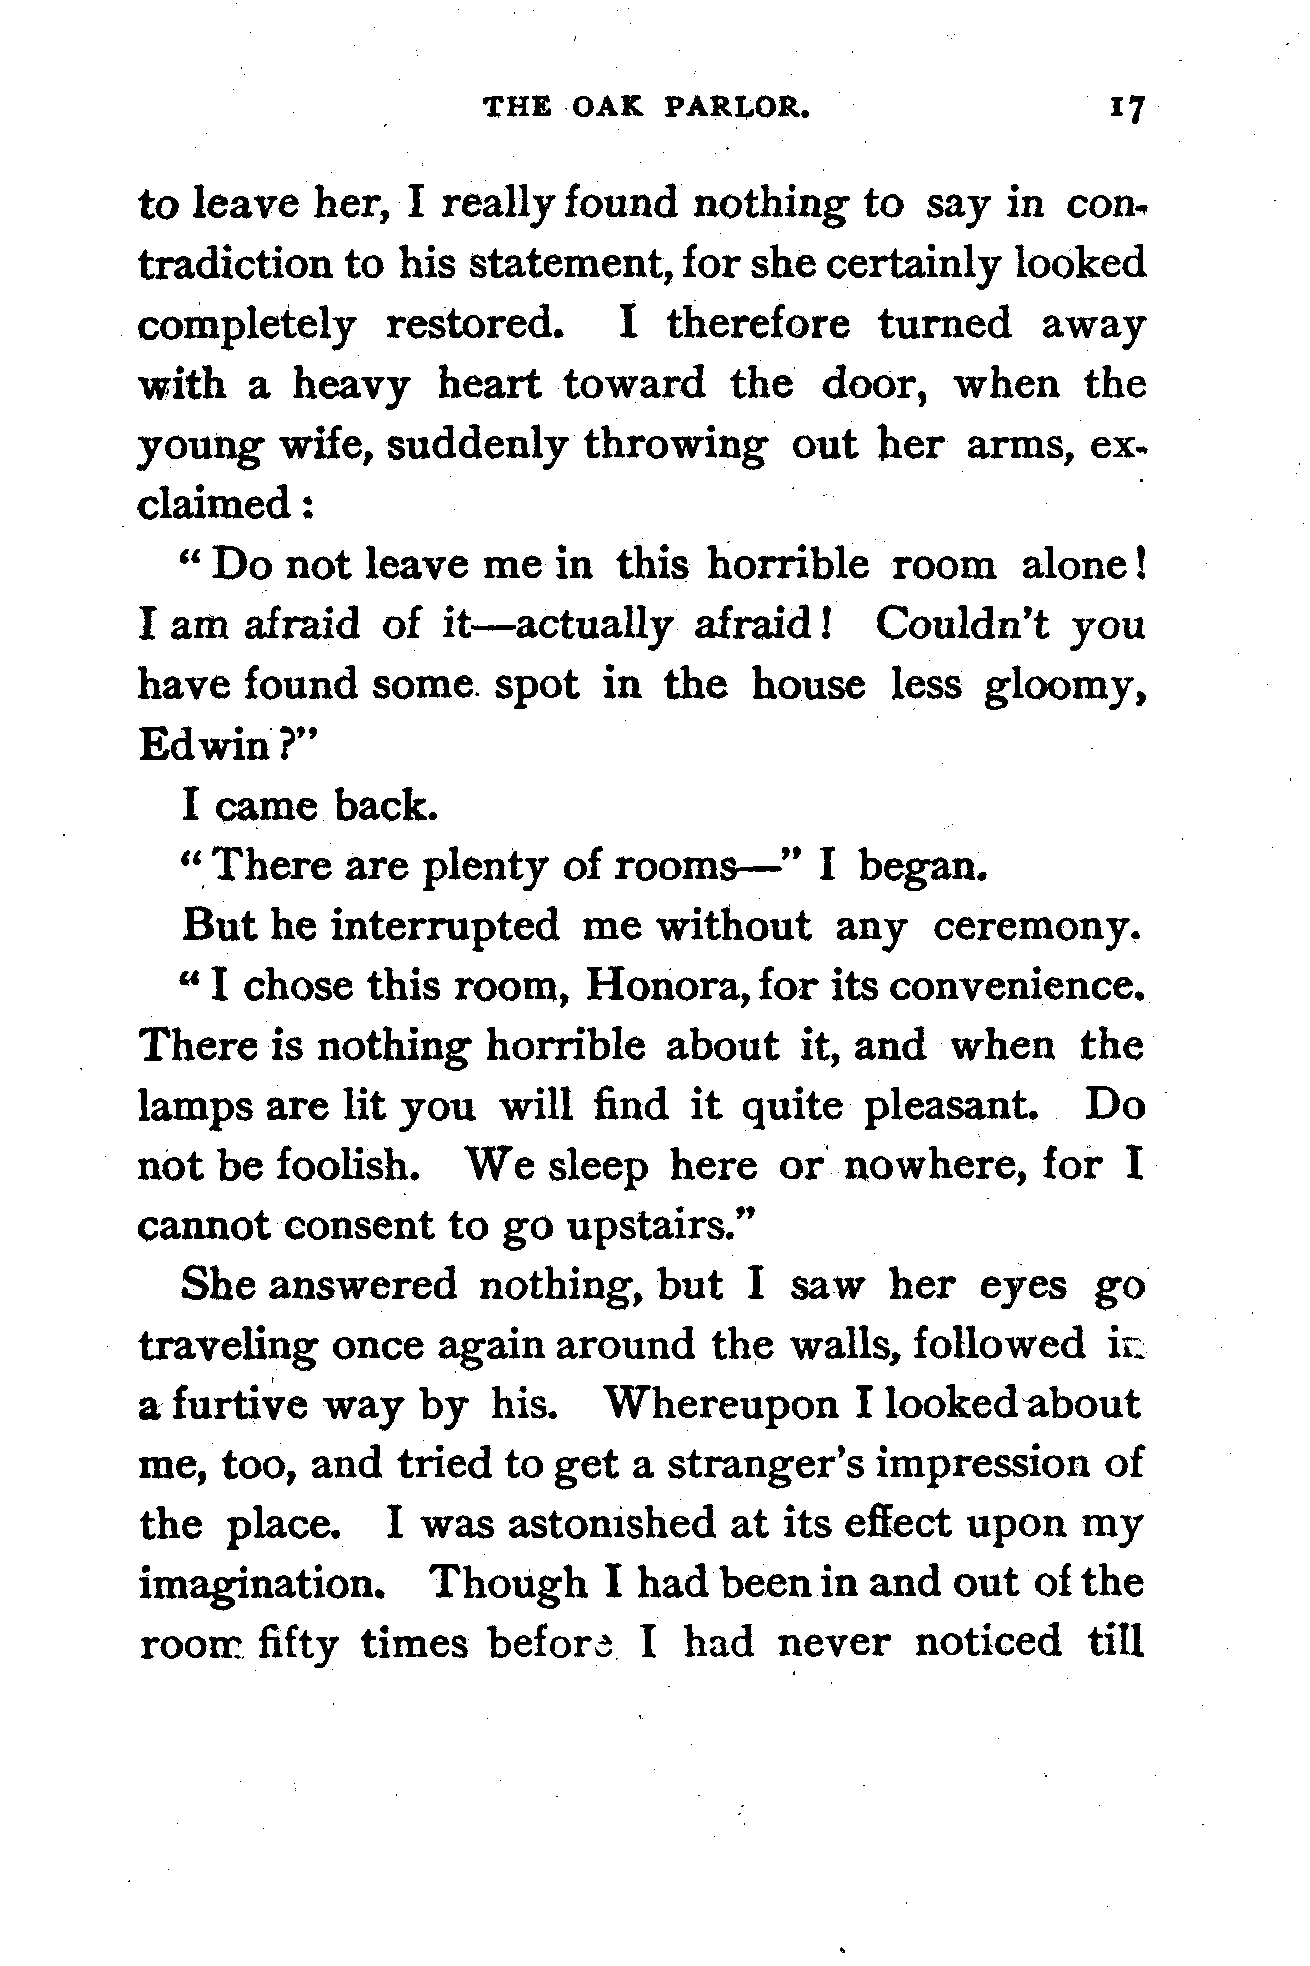 THE OAK PARLOR. 17
to leave her, I really found nothing to say in con-
tradiction to his statement, for she certainly looked
completely restored. I therefore turned away
with a heavy heart toward the door, when the
young wife, suddenly throwing out her arms, ex-
claimed :
“ Do not leave me in this horrible room alone!
I am afraid of it—actually afraid ! Couldn’t you
have found some spot in the house less gloomy,
Edwin ?”
I came back.
“ There are plenty of rooms—” I began.
But he interrupted me without any ceremony.
“ I chose this room, Honora, for its convenience.
There is nothing horrible about it, and when the
lamps are lit you will find it quite pleasant. Do
not be foolish. We sleep here or nowhere, for I
cannot consent to go upstairs.”
She answered nothing, but I saw her eyes go
traveling once again around the walls, followed in
a furtive way by his. Whereupon I looked about
me, too, and tried to get a stranger’s impression of
the place. I was astonished at its effect upon my
imagination. Though I had been in and out of the
room fifty times before I had never noticed till